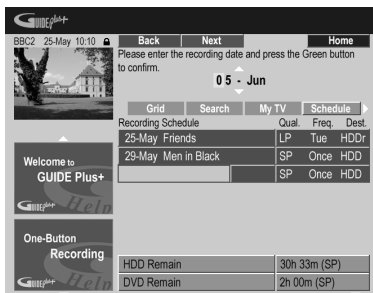 GUIDE Plus+
BBC2 25-May 10:10
Back Next Home
Please enter the recording date and press the Green button
to confirm.
05 - Jun
Grid Search My TV Schedule
Recording Schedule Qual. Freq. Dest.
25-May Friends LP Tue HDDr
29-May Men in Black SP Once HDD
SP Once HDD
Welcome to
GUIDE Plus+
GUIDE Plus+ Help
One-Button
Recording
GUIDE Plus+ Help
HDD Remain 30h 33m (SP)
DVD Remain 2h 00m (SP)